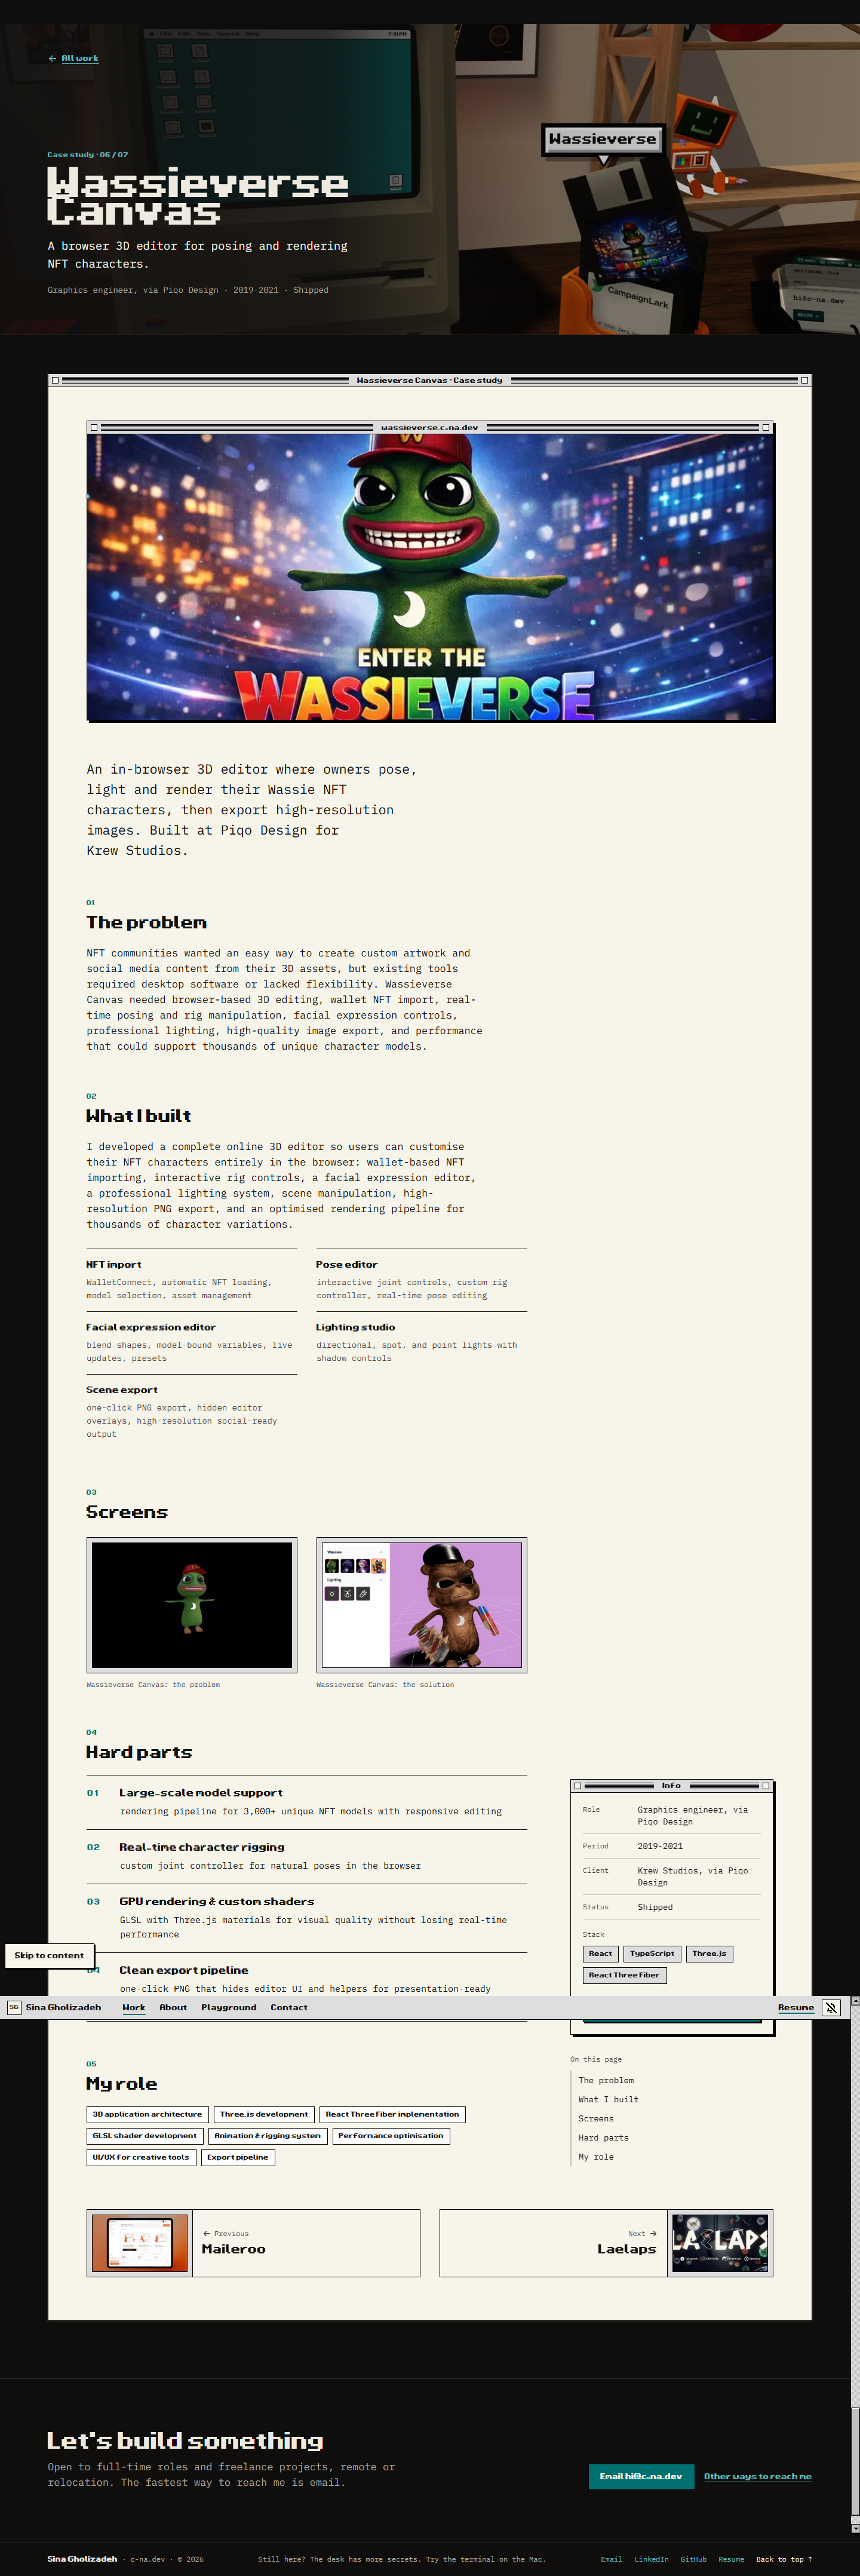 File Edit View Special Help 7:31PM
← All work
Wassieverse
Case study · 06 / 07
Wassieverse
Canvas
A browser 3D editor for posing and rendering
NFT characters.
Graphics engineer, via Piqo Design · 2019-2021 · Shipped
WASSIEVERSE
CampaignLark
hi@c-na.dev
Wassieverse Canvas · Case study
wassieverse.c-na.dev
W
ENTER THE
WASSIEVERSE
An in-browser 3D editor where owners pose,
light and render their Wassie NFT
characters, then export high-resolution
images. Built at Piqo Design for
Krew Studios.
01
The problem
NFT communities wanted an easy way to create custom artwork and
social media content from their 3D assets, but existing tools
required desktop software or lacked flexibility. Wassieverse
Canvas needed browser-based 3D editing, wallet NFT import, real-
time posing and rig manipulation, facial expression controls,
professional lighting, high-quality image export, and performance
that could support thousands of unique character models.
02
What I built
I developed a complete online 3D editor so users can customise
their NFT characters entirely in the browser: wallet-based NFT
importing, interactive rig controls, a facial expression editor,
a professional lighting system, scene manipulation, high-
resolution PNG export, and an optimised rendering pipeline for
thousands of character variations.
NFT import
WalletConnect, automatic NFT loading,
model selection, asset management
Pose editor
interactive joint controls, custom rig
controller, real-time pose editing
Facial expression editor
blend shapes, model-bound variables, live
updates, presets
Lighting studio
directional, spot, and point lights with
shadow controls
Scene export
one-click PNG export, hidden editor
overlays, high-resolution social-ready
output
03
Screens
Wassies
Lighting
Wassieverse Canvas: the problem
Wassieverse Canvas: the solution
04
Hard parts
01 Large-scale model support
rendering pipeline for 3,000+ unique NFT models with responsive editing
02 Real-time character rigging
custom joint controller for natural poses in the browser
03 GPU rendering & custom shaders
GLSL with Three.js materials for visual quality without losing real-time
performance
Skip to content
04 Clean export pipeline
one-click PNG that hides editor UI and helpers for presentation-ready
Info
Role Graphics engineer, via
Piqo Design
Period 2019-2021
Client Krew Studios, via Piqo
Design
Status Shipped
Stack
React TypeScript Three.js
React Three Fiber
SG Sina Gholizadeh Work About Playground Contact Resume
05
My role
3D application architecture Three.js development React Three Fiber implementation
GLSL shader development Animation & rigging system Performance optimisation
UI/UX for creative tools Export pipeline
On this page
The problem
What I built
Screens
Hard parts
My role
← Previous
Maileroo
Next →
Laelaps
LAELAPS
Let's build something
Open to full-time roles and freelance projects, remote or
relocation. The fastest way to reach me is email.
Email hi@c-na.dev Other ways to reach me
Sina Gholizadeh · c-na.dev · © 2026 Still here? The desk has more secrets. Try the terminal on the Mac. Email LinkedIn GitHub Resume Back to top ↑